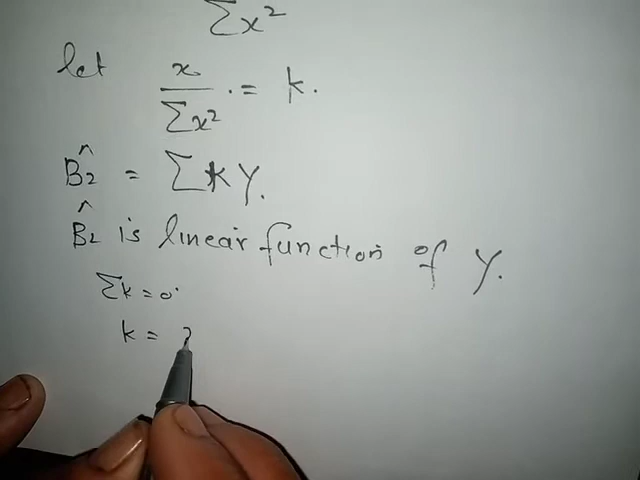 Σx²
let x/Σx² . = k.
B̂2 = ΣkY.
B̂2 is linear function of Y.
Σk = 0
k =